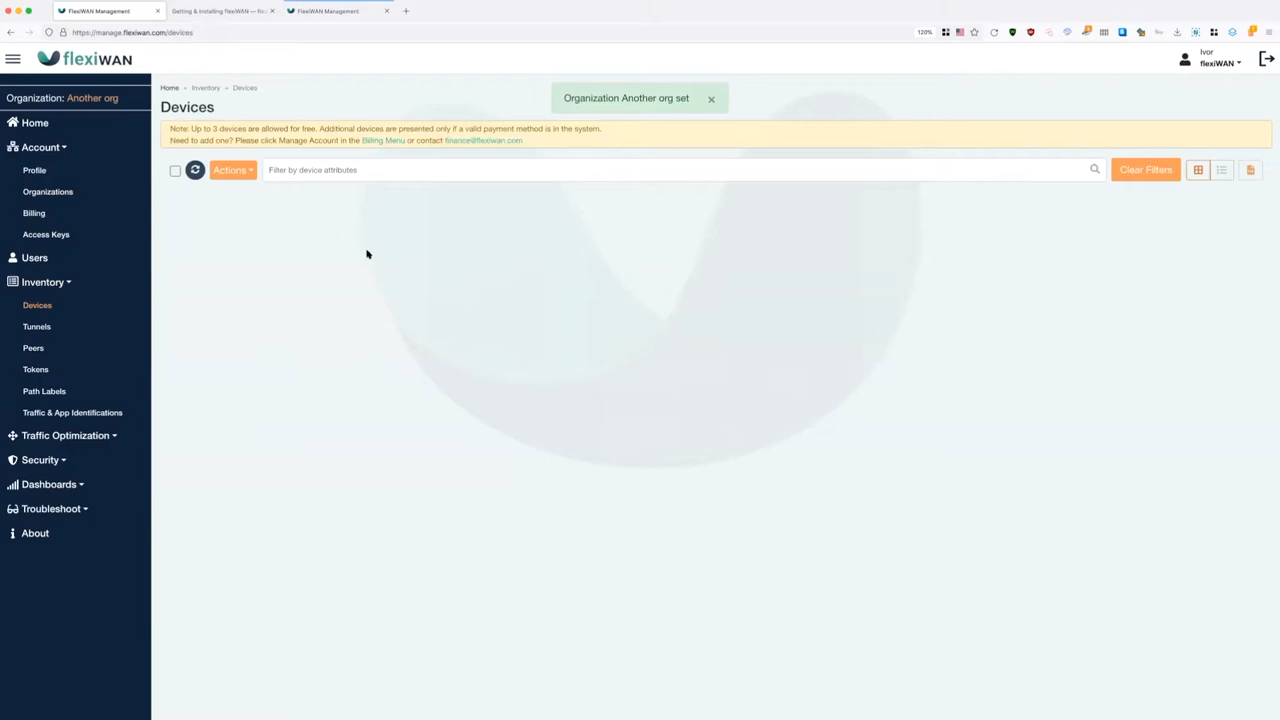 FlexiWAN Management
Getting & Installing flexiWAN — fle
FlexiWAN Management
https://manage.flexiwan.com/devices
120%
flexiWAN
Ivor
flexiWAN
Organization: Another org
Home
Account
Profile
Organizations
Billing
Access Keys
Users
Inventory
Devices
Tunnels
Peers
Tokens
Path Labels
Traffic & App Identifications
Traffic Optimization
Security
Dashboards
Troubleshoot
About
Home - Inventory - Devices
Devices
Organization Another org set ×
Note: Up to 3 devices are allowed for free. Additional devices are presented only if a valid payment method is in the system.
Need to add one? Please click Manage Account in the Billing Menu or contact finance@flexiwan.com
Actions
Filter by device attributes
Clear Filters